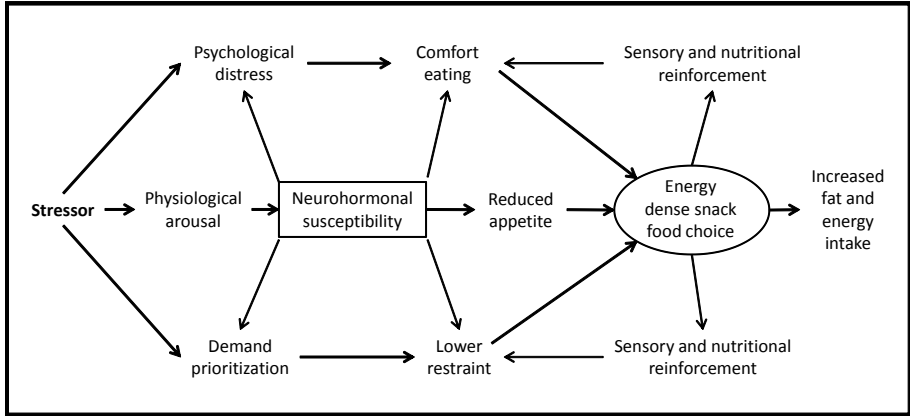 Psychological
distress
Comfort
eating
Sensory and nutritional
reinforcement
Stressor
Physiological
arousal
Neurohormonal
susceptibility
Reduced
appetite
Energy
dense snack
food choice
Increased
fat and
energy
intake
Demand
prioritization
Lower
restraint
Sensory and nutritional
reinforcement